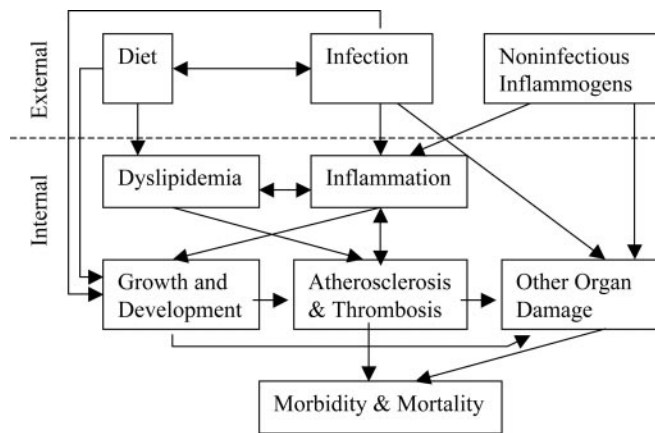 External
Diet
Infection
Noninfectious
Inflammogens
Internal
Dyslipidemia
Inflammation
Growth and
Development
Atherosclerosis
& Thrombosis
Other Organ
Damage
Morbidity & Mortality